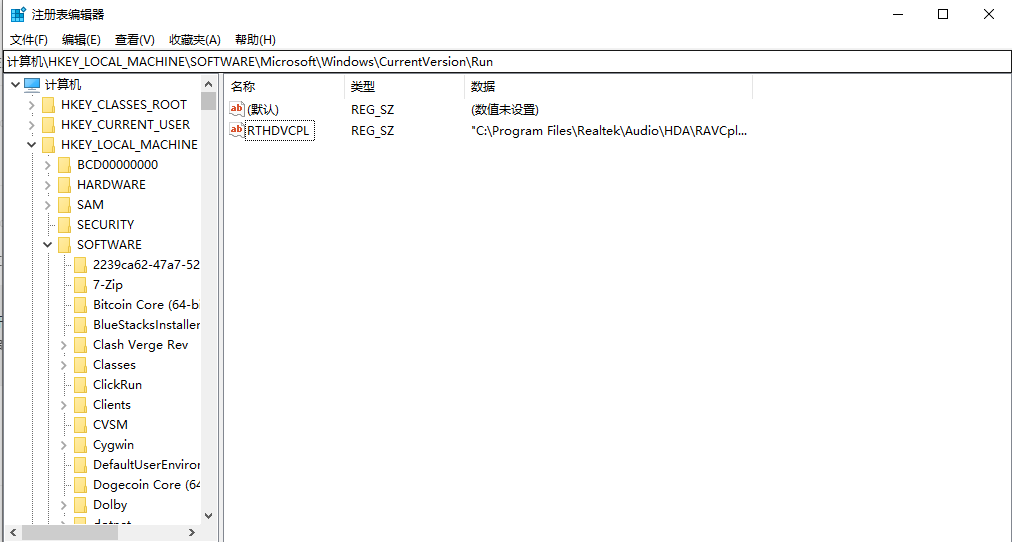 注册表编辑器
文件(F) 编辑(E) 查看(V) 收藏夹(A) 帮助(H)
计算机\HKEY_LOCAL_MACHINE\SOFTWARE\Microsoft\Windows\CurrentVersion\Run
计算机
HKEY_CLASSES_ROOT
HKEY_CURRENT_USER
HKEY_LOCAL_MACHINE
BCD00000000
HARDWARE
SAM
SECURITY
SOFTWARE
2239ca62-47a7-52
7-Zip
Bitcoin Core (64-b
BlueStacksInstaller
Clash Verge Rev
Classes
ClickRun
Clients
CVSM
Cygwin
DefaultUserEnviror
Dogecoin Core (64
Dolby
名称 类型 数据
ab (默认) REG_SZ (数值未设置)
ab RTHDVCPL REG_SZ "C:\Program Files\Realtek\Audio\HDA\RAVCpl...